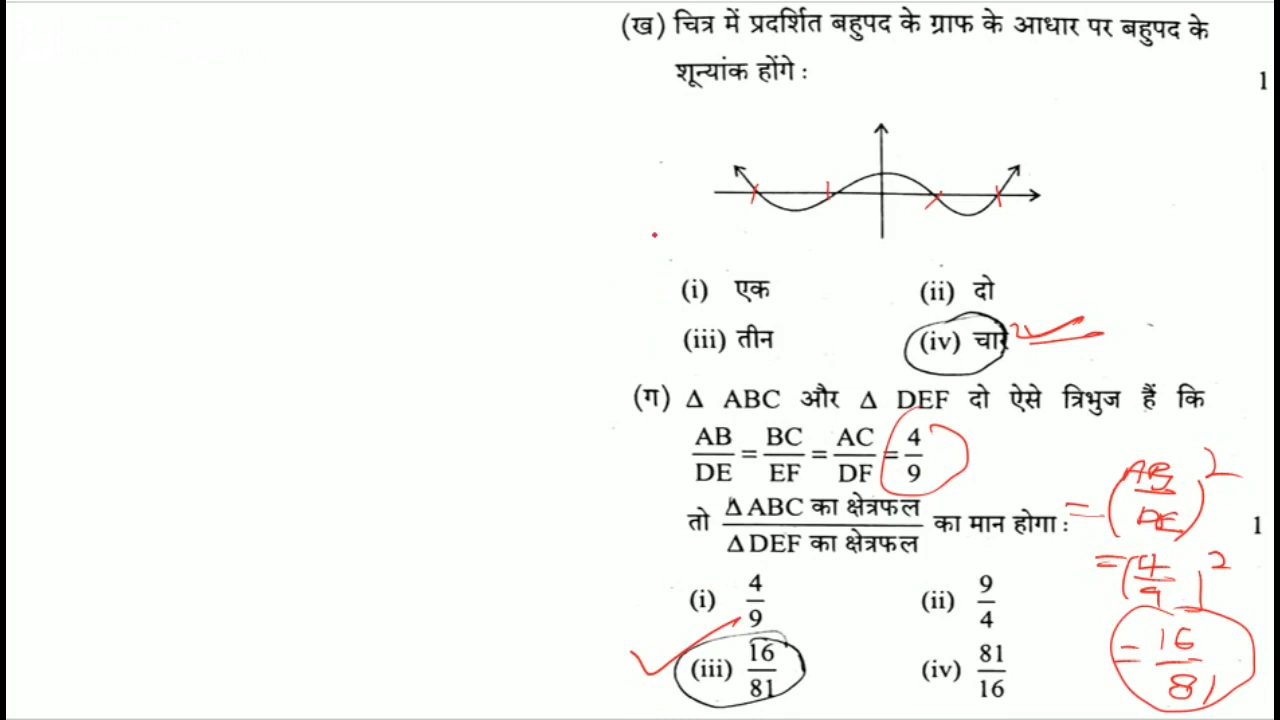 (ख) चित्र में प्रदर्शित बहुपद के ग्राफ के आधार पर बहुपद के
शून्यांक होंगे : 1
(i) एक (ii) दो
(iii) तीन (iv) चार
(ग) Δ ABC और Δ DEF दो ऐसे त्रिभुज हैं कि
AB/DE = BC/EF = AC/DF = 4/9
तो Δ ABC का क्षेत्रफल / Δ DEF का क्षेत्रफल का मान होगा : 1
= (AB/DE)²
= (4/9)²
= 16/81
(i) 4/9 (ii) 9/4
(iii) 16/81 (iv) 81/16